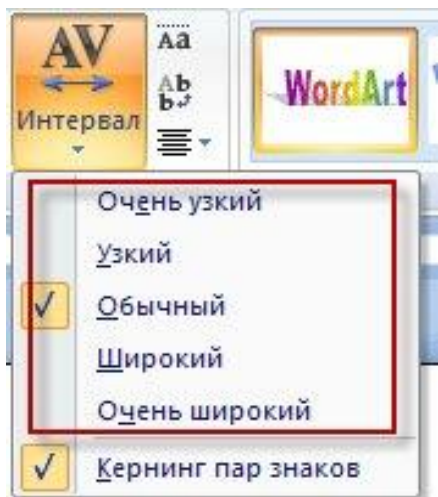 AV
Интервал
Aa
Ab
b
WordArt
Очень узкий
Узкий
Обычный
Широкий
Очень широкий
Кернинг пар знаков